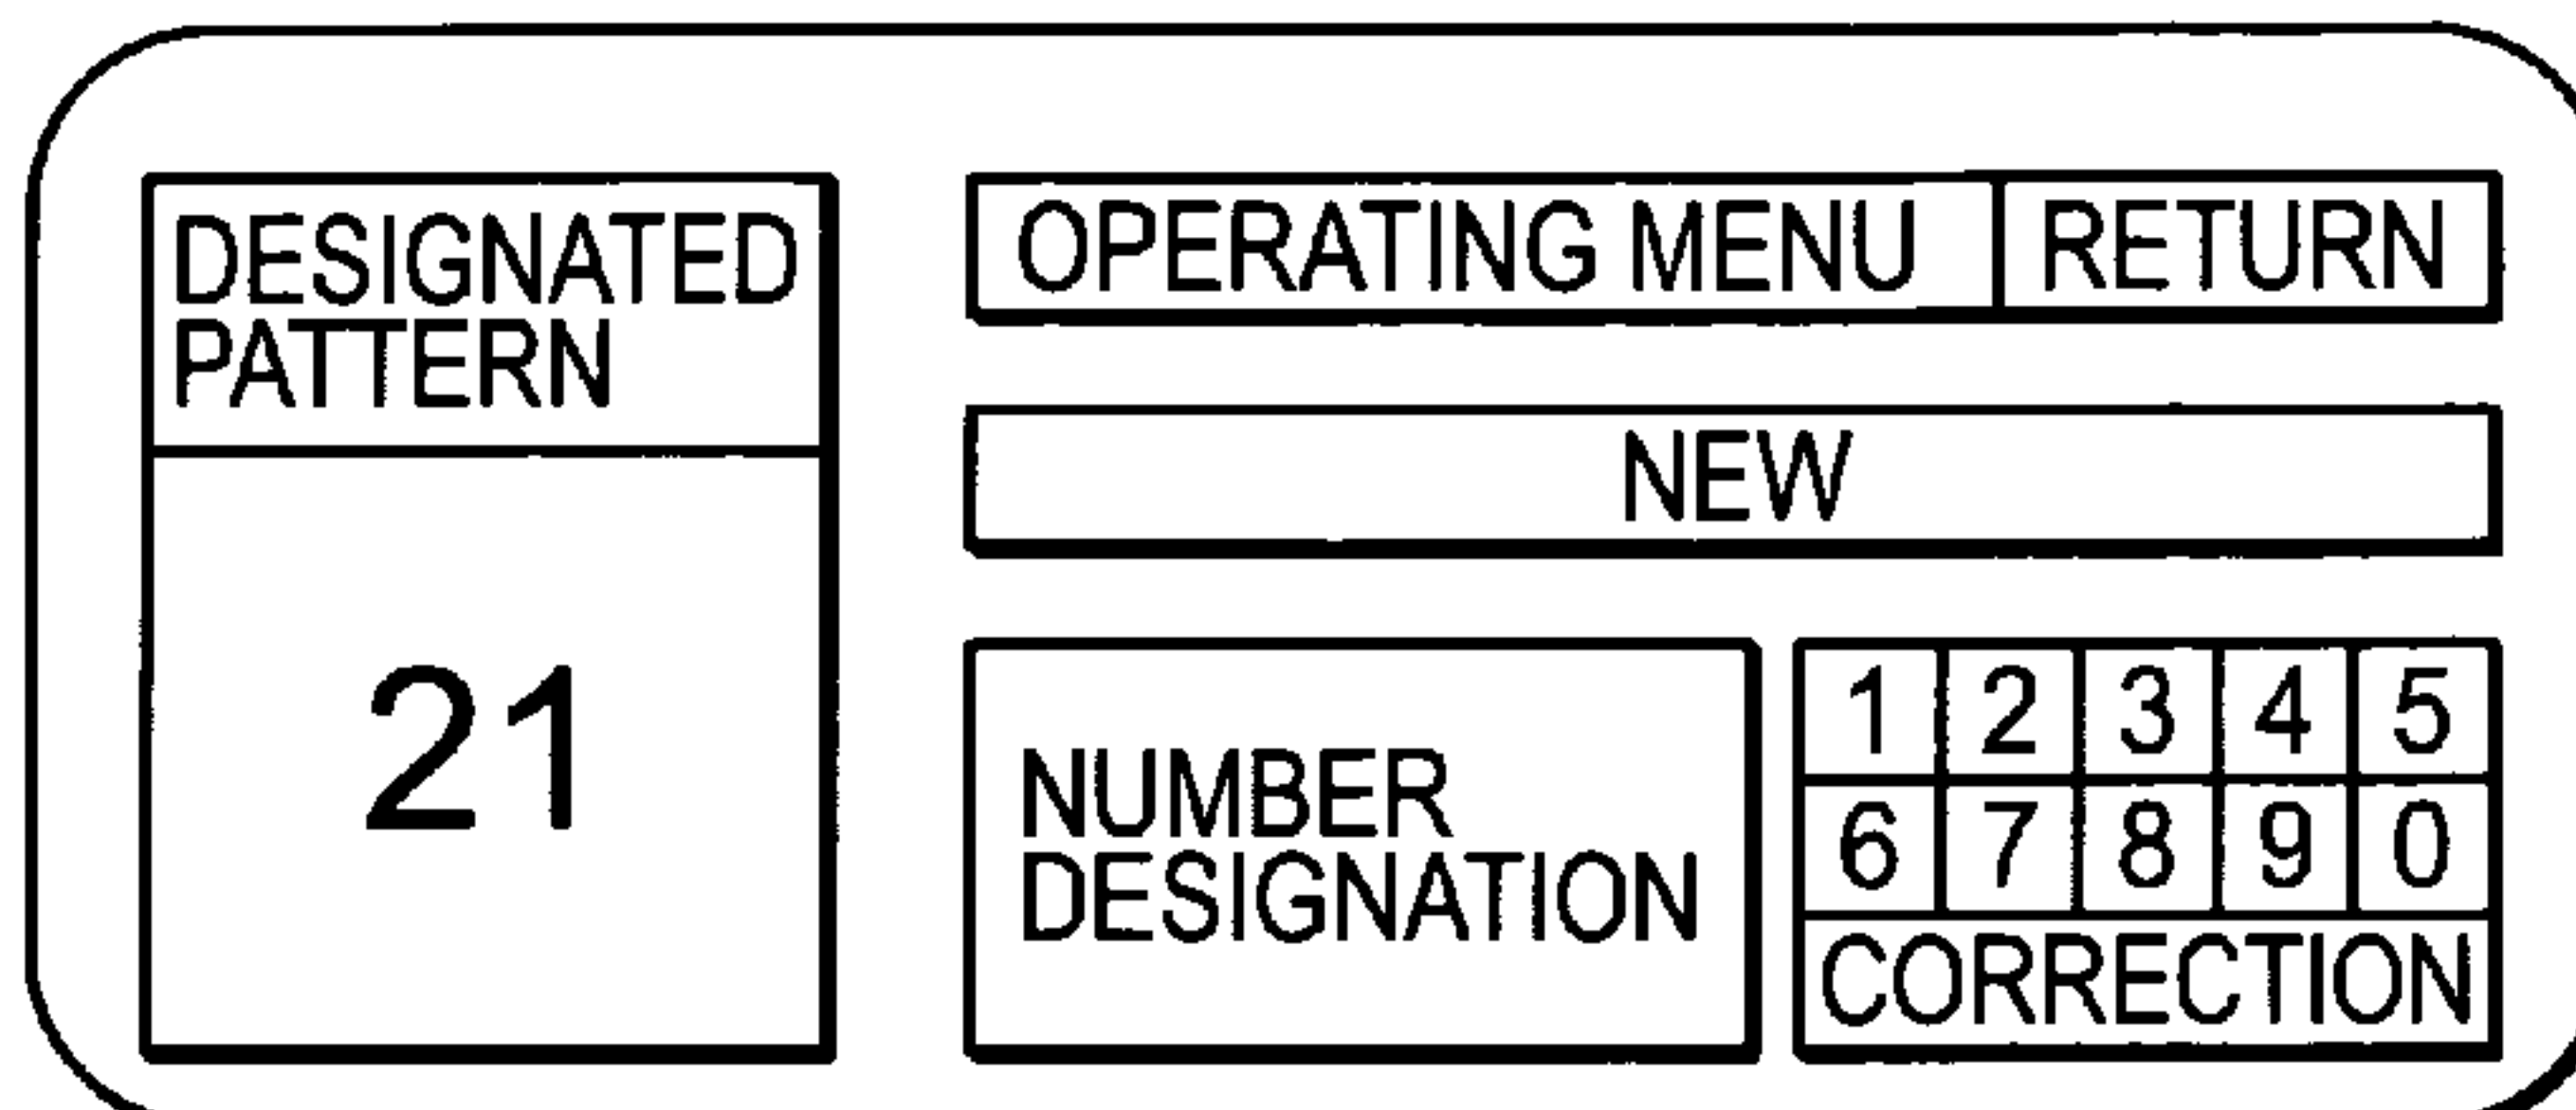 DESIGNATED
PATTERN
21
OPERATING MENU RETURN
NEW
NUMBER
DESIGNATION
1 2 3 4 5
6 7 8 9 0
CORRECTION